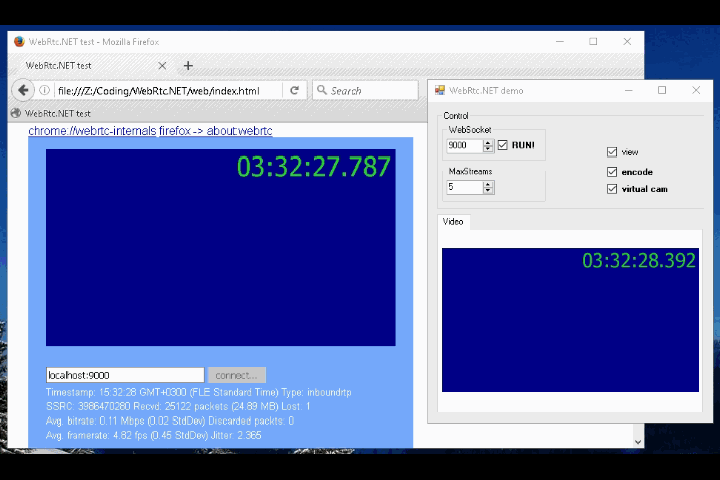 WebRtc.NET test - Mozilla Firefox
WebRtc.NET test
file:///Z:/Coding/WebRtc.NET/web/index.html
Search
WebRtc.NET test
chrome://webrtc-internals firefox -> about:webrtc
03:32:27.787
localhost:9000
connect...
Timestamp: 15:32:28 GMT+0300 (FLE Standard Time) Type: inboundrtp
SSRC: 3986470280 Recvd: 25122 packets (24.89 MB) Lost: 1
Avg. bitrate: 0.11 Mbps (0.02 StdDev) Discarded packts: 0
Avg. framerate: 4.82 fps (0.45 StdDev) Jitter: 2.365
WebRtc.NET demo
Control
WebSocket
9000
RUN!
MaxStreams
5
view
encode
virtual cam
Video
03:32:28.392